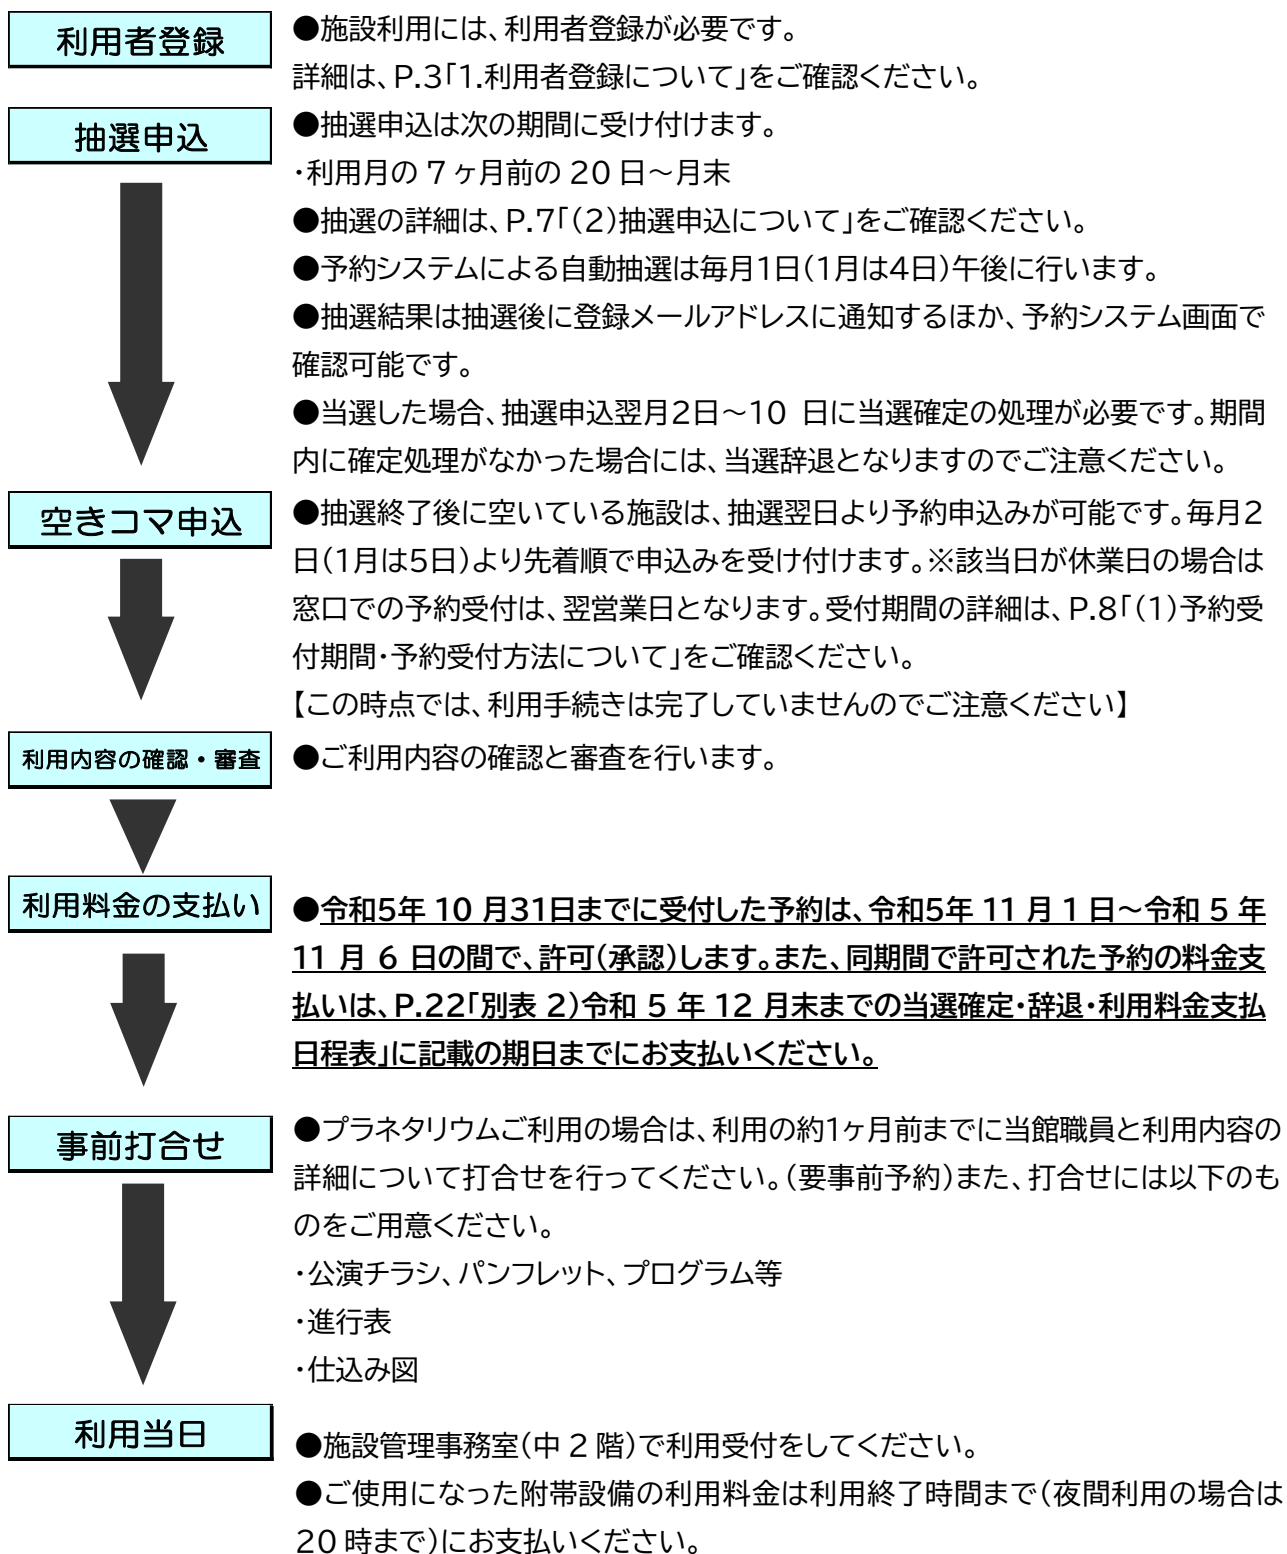 利用者登録
●施設利用には、利用者登録が必要です。
詳細は、P.3「1.利用者登録について」をご確認ください。
抽選申込
●抽選申込は次の期間に受け付けます。
・利用月の 7 ヶ月前の 20 日～月末
●抽選の詳細は、P.7「(2)抽選申込について」をご確認ください。
●予約システムによる自動抽選は毎月1日(1月は4日)午後に行います。
●抽選結果は抽選後に登録メールアドレスに通知するほか、予約システム画面で
確認可能です。
●当選した場合、抽選申込翌月2日～10 日に当選確定の処理が必要です。期間
内に確定処理がなかった場合には、当選辞退となりますのでご注意ください。
空きコマ申込
●抽選終了後に空いている施設は、抽選翌日より予約申込みが可能です。毎月2
日(1月は5日)より先着順で申込みを受け付けます。※該当日が休業日の場合は
窓口での予約受付は、翌営業日となります。受付期間の詳細は、P.8「(1)予約受
付期間・予約受付方法について」をご確認ください。
【この時点では、利用手続きは完了していませんのでご注意ください】
利用内容の確認・審査
●ご利用内容の確認と審査を行います。
利用料金の支払い
●令和5年 10 月31日までに受付した予約は、令和5年 11 月 1 日～令和 5 年
11 月 6 日の間で、許可(承認)します。また、同期間で許可された予約の料金支
払いは、P.22「別表 2)令和 5 年 12 月末までの当選確定・辞退・利用料金支払
日程表」に記載の期日までにお支払いください。
事前打合せ
●プラネタリウムご利用の場合は、利用の約1ヶ月前までに当館職員と利用内容の
詳細について打合せを行ってください。(要事前予約)また、打合せには以下のも
のをご用意ください。
・公演チラシ、パンフレット、プログラム等
・進行表
・仕込み図
利用当日
●施設管理事務室(中 2 階)で利用受付をしてください。
●ご使用になった附帯設備の利用料金は利用終了時間まで(夜間利用の場合は
20 時まで)にお支払いください。